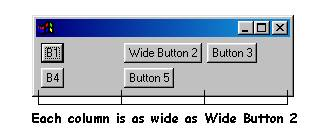 B1 Wide Button 2 Button 3
B4 Button 5
Each column is as wide as Wide Button 2